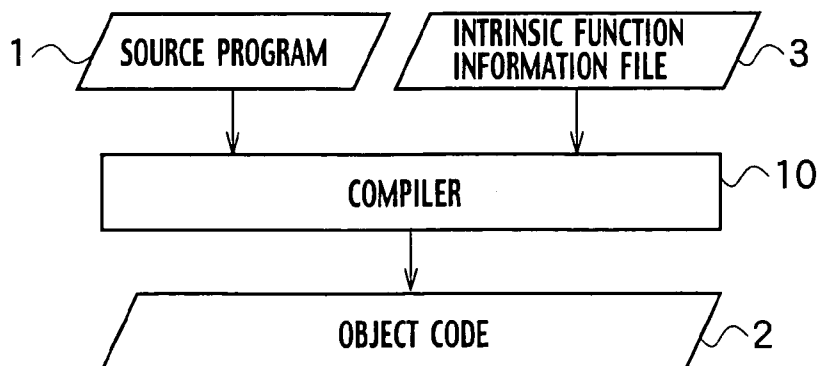 1
SOURCE PROGRAM
INTRINSIC FUNCTION
INFORMATION FILE
3
COMPILER
10
OBJECT CODE
2